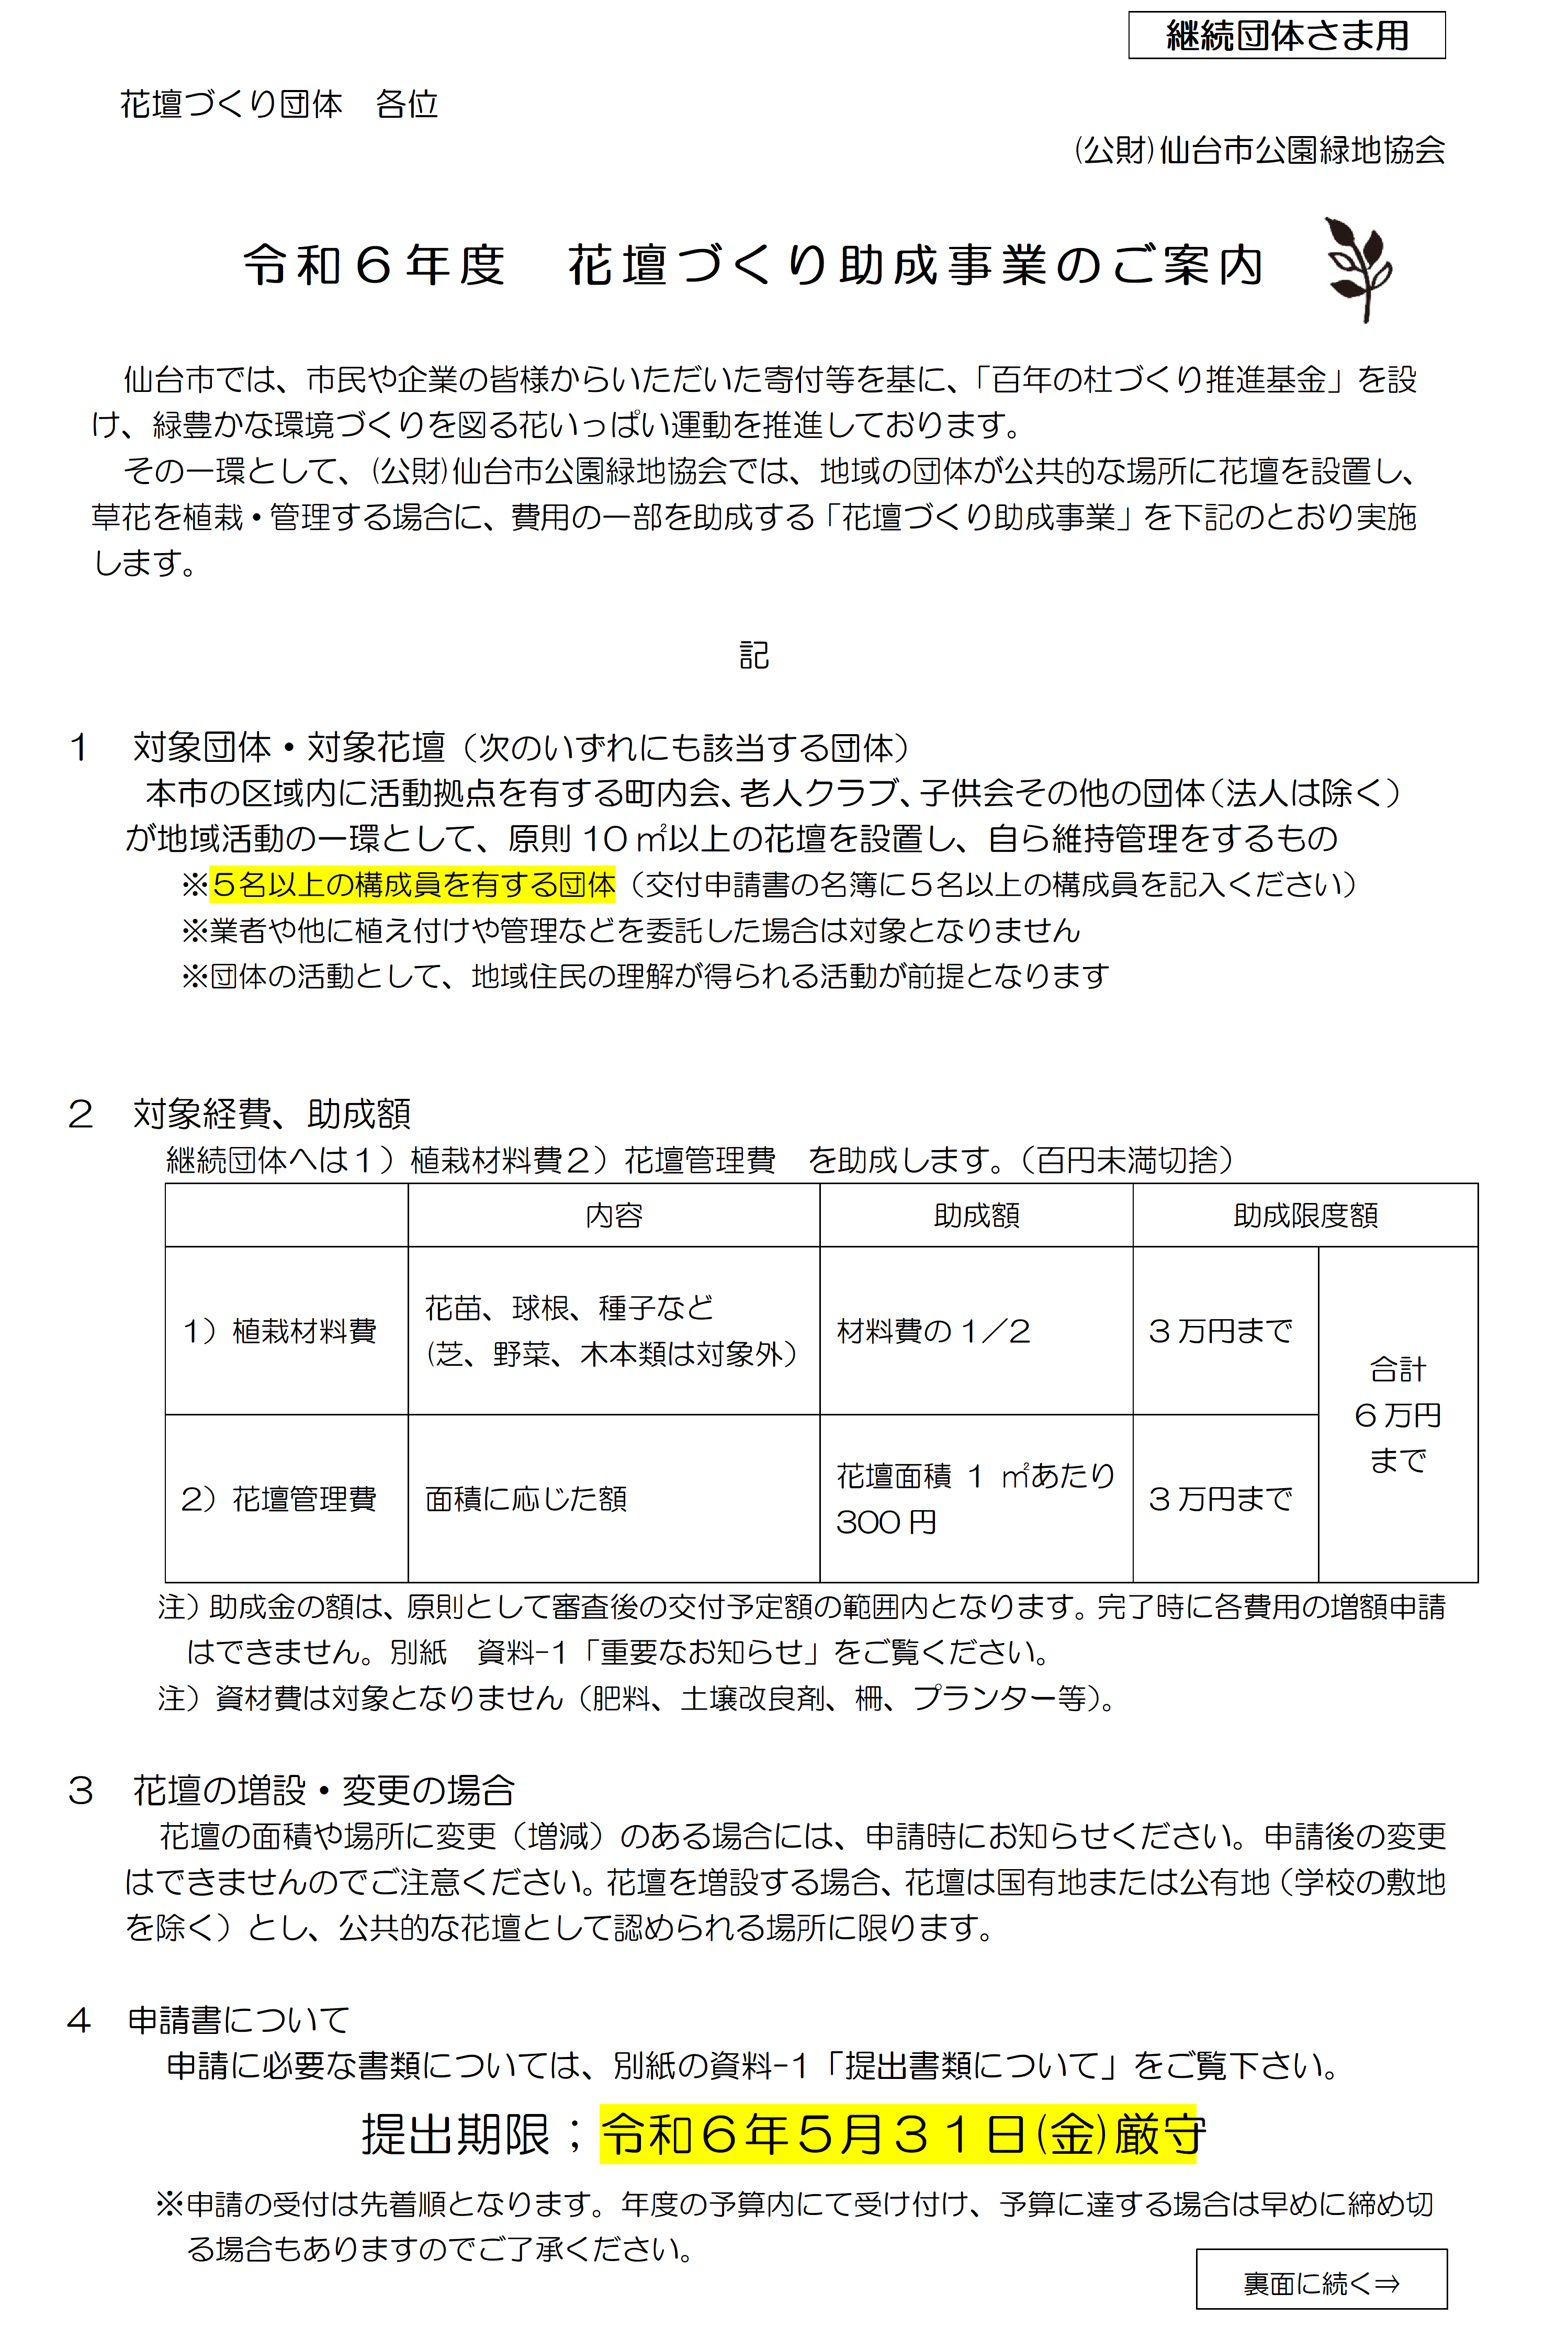 継続団体さま用
花壇づくり団体　各位
(公財)仙台市公園緑地協会
令和６年度　花壇づくり助成事業のご案内
仙台市では、市民や企業の皆様からいただいた寄付等を基に、「百年の杜づくり推進基金」を設
け、緑豊かな環境づくりを図る花いっぱい運動を推進しております。
その一環として、(公財)仙台市公園緑地協会では、地域の団体が公共的な場所に花壇を設置し、
草花を植栽・管理する場合に、費用の一部を助成する「花壇づくり助成事業」を下記のとおり実施
します。
記
１　対象団体・対象花壇（次のいずれにも該当する団体）
本市の区域内に活動拠点を有する町内会、老人クラブ、子供会その他の団体（法人は除く）
が地域活動の一環として、原則 10 ㎡以上の花壇を設置し、自ら維持管理をするもの
※５名以上の構成員を有する団体（交付申請書の名簿に５名以上の構成員を記入ください）
※業者や他に植え付けや管理などを委託した場合は対象となりません
※団体の活動として、地域住民の理解が得られる活動が前提となります
２　対象経費、助成額
継続団体へは１）植栽材料費２）花壇管理費　を助成します。（百円未満切捨）
内容　助成額　助成限度額
１）植栽材料費
花苗、球根、種子など
(芝、野菜、木本類は対象外）
材料費の 1／2
3 万円まで
合計
6 万円
まで
２）花壇管理費
面積に応じた額
花壇面積 1 ㎡あたり
300 円
3 万円まで
注）助成金の額は、原則として審査後の交付予定額の範囲内となります。完了時に各費用の増額申請
はできません。別紙　資料-1「重要なお知らせ」をご覧ください。
注）資材費は対象となりません（肥料、土壌改良剤、柵、プランター等）。
３　花壇の増設・変更の場合
花壇の面積や場所に変更（増減）のある場合には、申請時にお知らせください。申請後の変更
はできませんのでご注意ください。花壇を増設する場合、花壇は国有地または公有地（学校の敷地
を除く）とし、公共的な花壇として認められる場所に限ります。
４　申請書について
申請に必要な書類については、別紙の資料-1「提出書類について」をご覧下さい。
提出期限；令和６年５月３１日(金)厳守
※申請の受付は先着順となります。年度の予算内にて受け付け、予算に達する場合は早めに締め切
る場合もありますのでご了承ください。
裏面に続く⇒